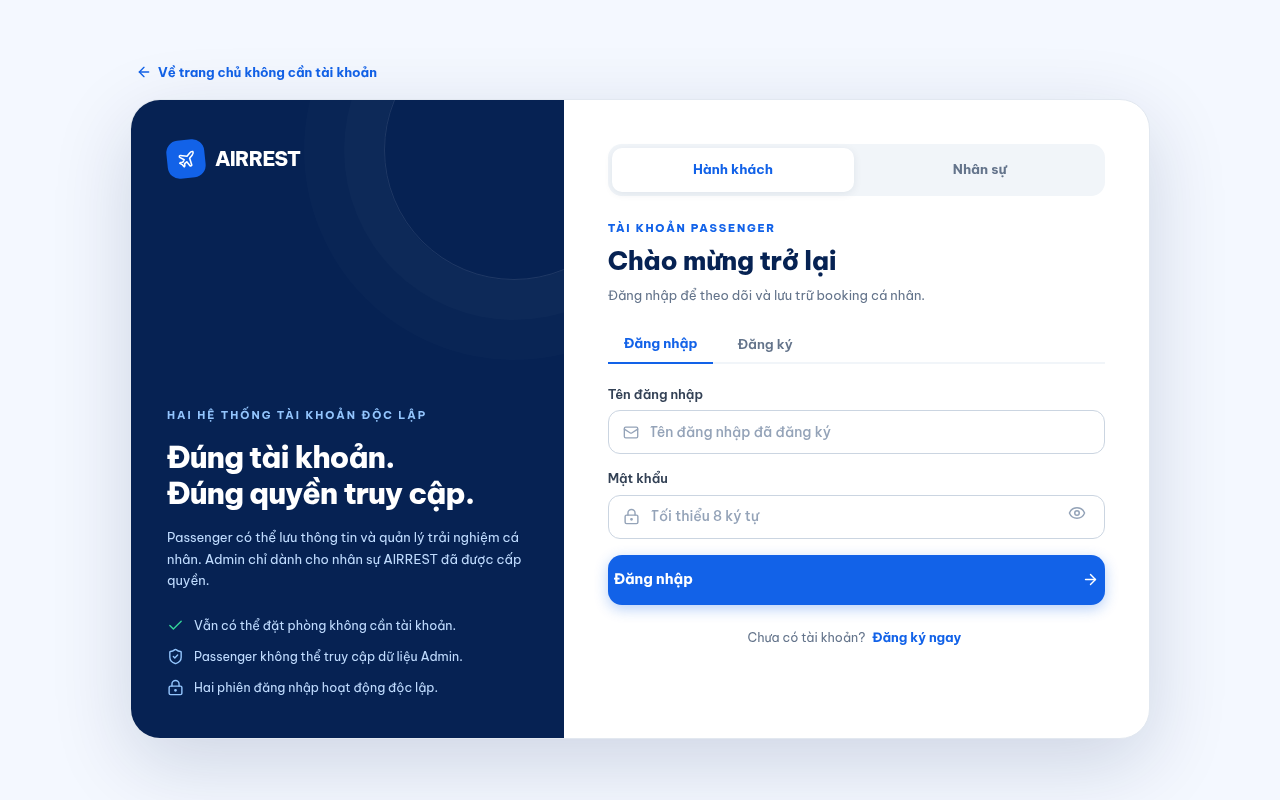 Về trang chủ không cần tài khoản
AIRREST
HAI HỆ THỐNG TÀI KHOẢN ĐỘC LẬP
Đúng tài khoản.
Đúng quyền truy cập.
Passenger có thể lưu thông tin và quản lý trải nghiệm cá
nhân. Admin chỉ dành cho nhân sự AIRREST đã được cấp
quyền.
Vẫn có thể đặt phòng không cần tài khoản.
Passenger không thể truy cập dữ liệu Admin.
Hai phiên đăng nhập hoạt động độc lập.
Hành khách
Nhân sự
TÀI KHOẢN PASSENGER
Chào mừng trở lại
Đăng nhập để theo dõi và lưu trữ booking cá nhân.
Đăng nhập
Đăng ký
Tên đăng nhập
Tên đăng nhập đã đăng ký
Mật khẩu
Tối thiểu 8 ký tự
Đăng nhập
Chưa có tài khoản? Đăng ký ngay